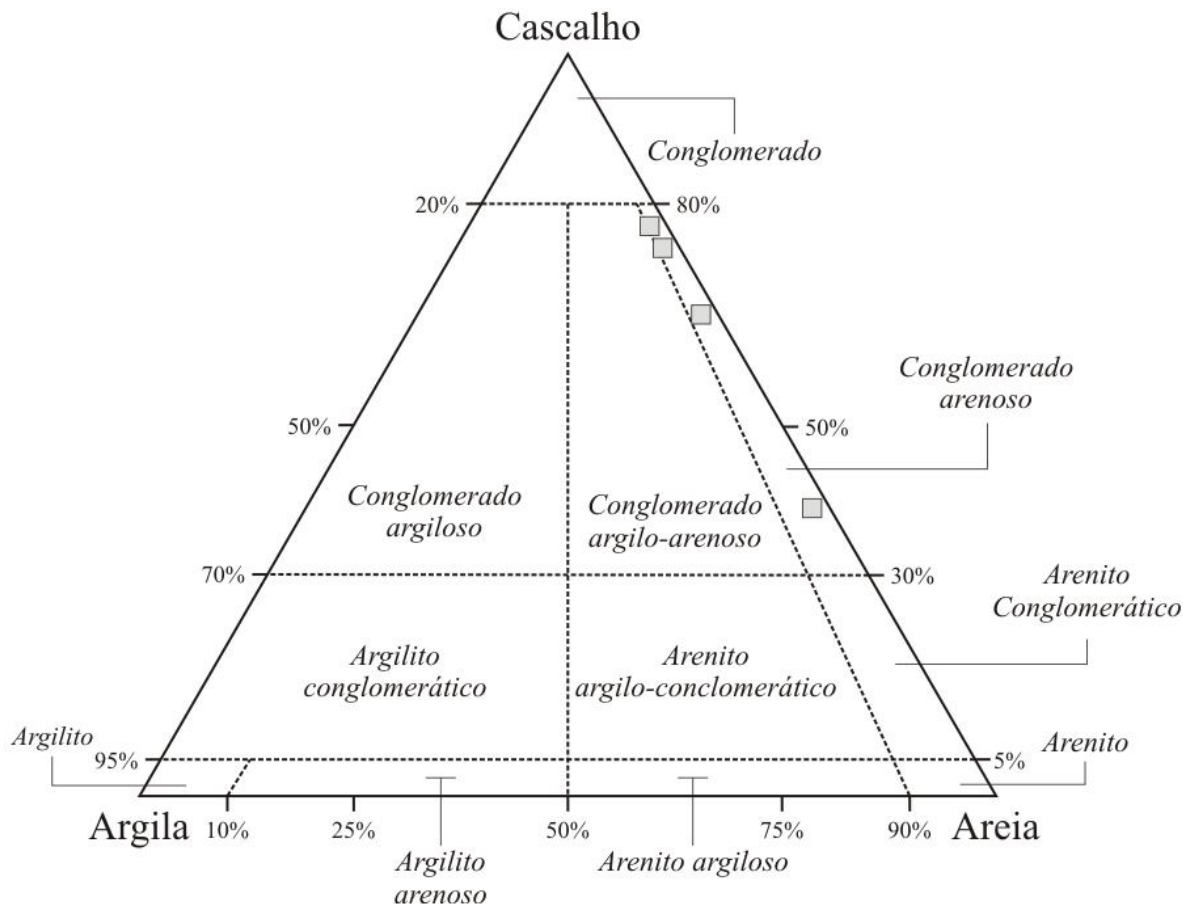 Cascalho
Conglomerado
20%
80%
Conglomerado
arenoso
50%
50%
Conglomerado
argiloso
Conglomerado
argilo-arenoso
70%
30%
Arenito
Conglomerático
Argilito
conglomerático
Arenito
argilo-conclomerático
Argilito
95%
5%
Arenito
Argila
10%
25%
50%
75%
90%
Areia
Argilito
arenoso
Arenito argiloso